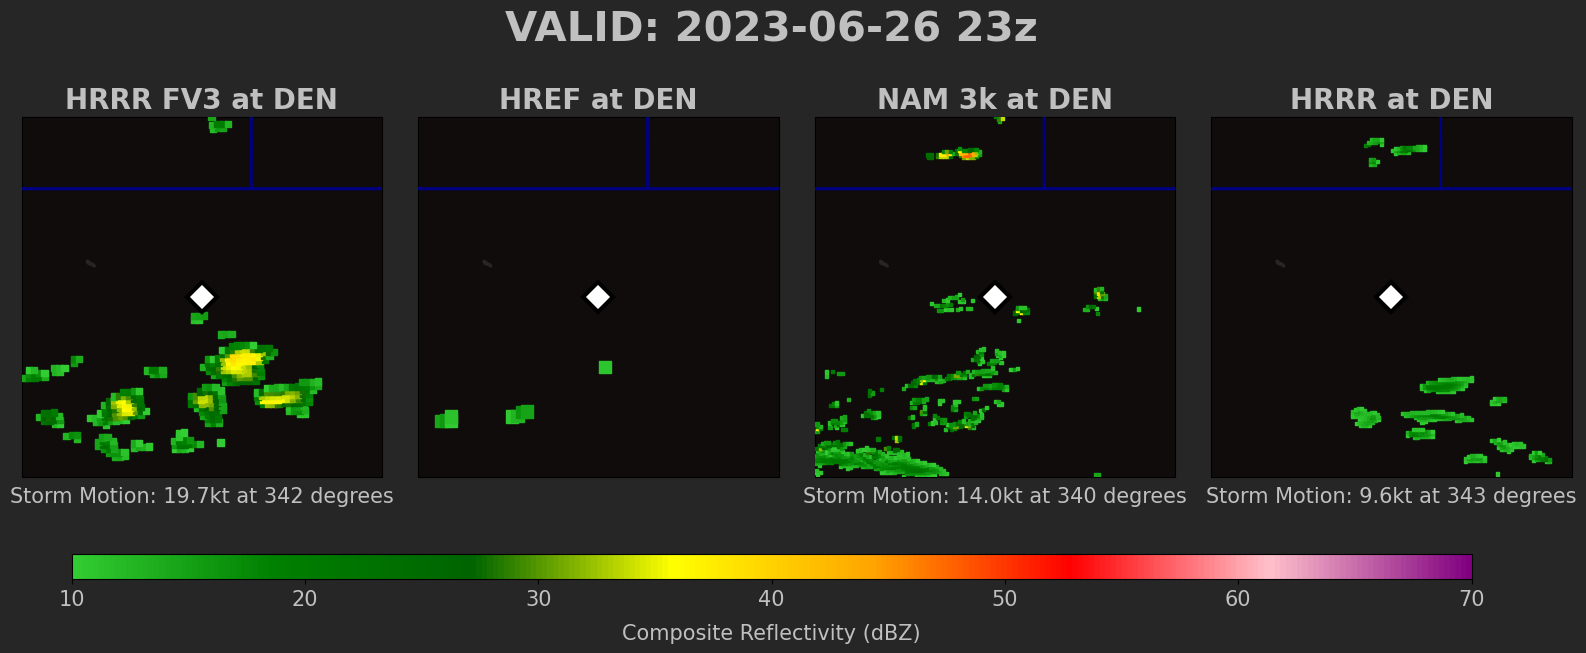 VALID: 2023-06-26 23z
HRRR FV3 at DEN
HREF at DEN
NAM 3k at DEN
HRRR at DEN
Storm Motion: 19.7kt at 342 degrees
Storm Motion: 14.0kt at 340 degrees
Storm Motion: 9.6kt at 343 degrees
10 20 30 40 50 60 70
Composite Reflectivity (dBZ)